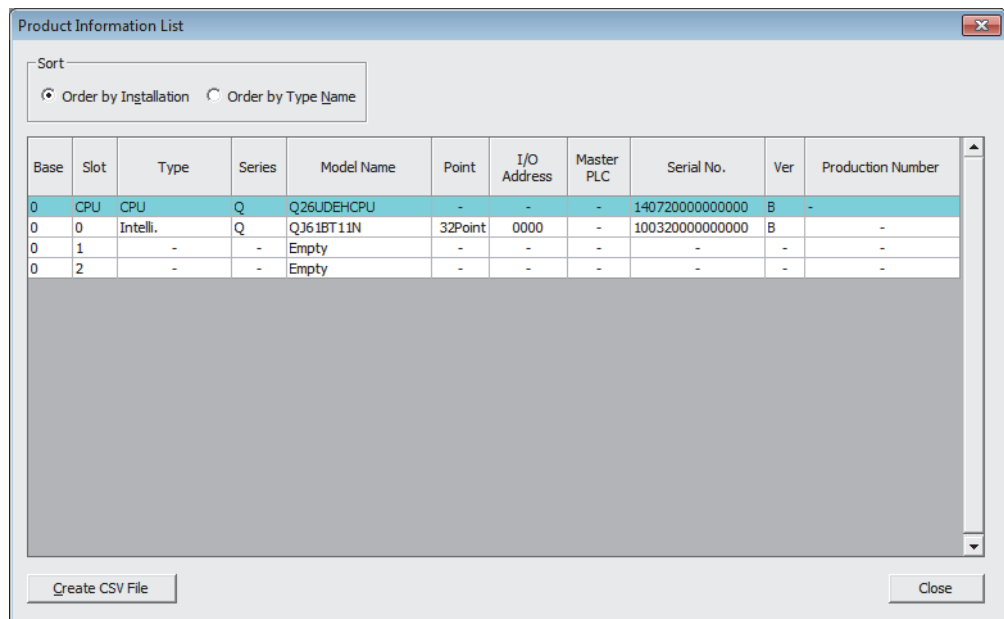 Product Information List
Sort
Order by Installation Order by Type Name
Base Slot Type Series Model Name Point I/O Address Master PLC Serial No. Ver Production Number
0 CPU CPU Q Q26UDEHCPU - - - 140720000000000 B -
0 0 Intelli. Q QJ61BT11N 32Point 0000 - 100320000000000 B -
0 1 - - Empty - - - - - -
0 2 - - Empty - - - - - -
Create CSV File Close